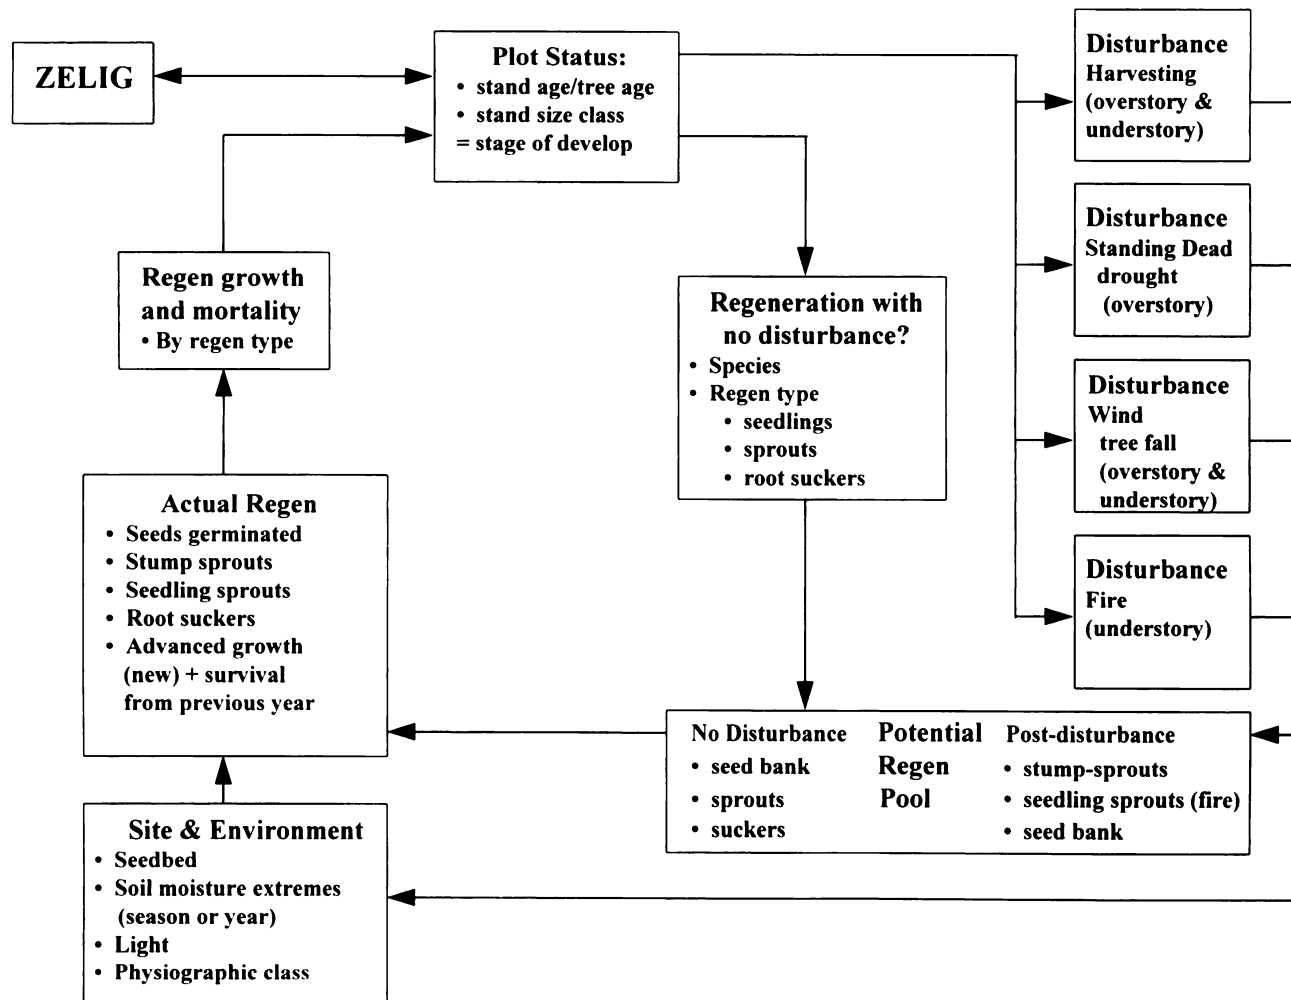 ZELIG
Plot Status:
• stand age/tree age
• stand size class
= stage of develop
Disturbance
Harvesting
(overstory &
understory)
Disturbance
Standing Dead
drought
(overstory)
Disturbance
Wind
tree fall
(overstory &
understory)
Disturbance
Fire
(understory)
Regeneration with
no disturbance?
• Species
• Regen type
• seedlings
• sprouts
• root suckers
Regen growth
and mortality
• By regen type
Actual Regen
• Seeds germinated
• Stump sprouts
• Seedling sprouts
• Root suckers
• Advanced growth
(new) + survival
from previous year
No Disturbance
• seed bank
• sprouts
• suckers
Potential
Regen
Pool
Post-disturbance
• stump-sprouts
• seedling sprouts (fire)
• seed bank
Site & Environment
• Seedbed
• Soil moisture extremes
(season or year)
• Light
• Physiographic class